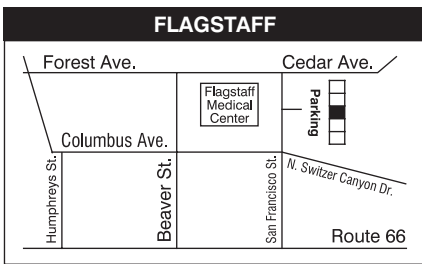 FLAGSTAFF
Forest Ave.
Cedar Ave.
Flagstaff
Medical
Center
Parking
Columbus Ave.
Humphreys St.
Beaver St.
San Francisco St.
N. Switzer Canyon Dr.
Route 66